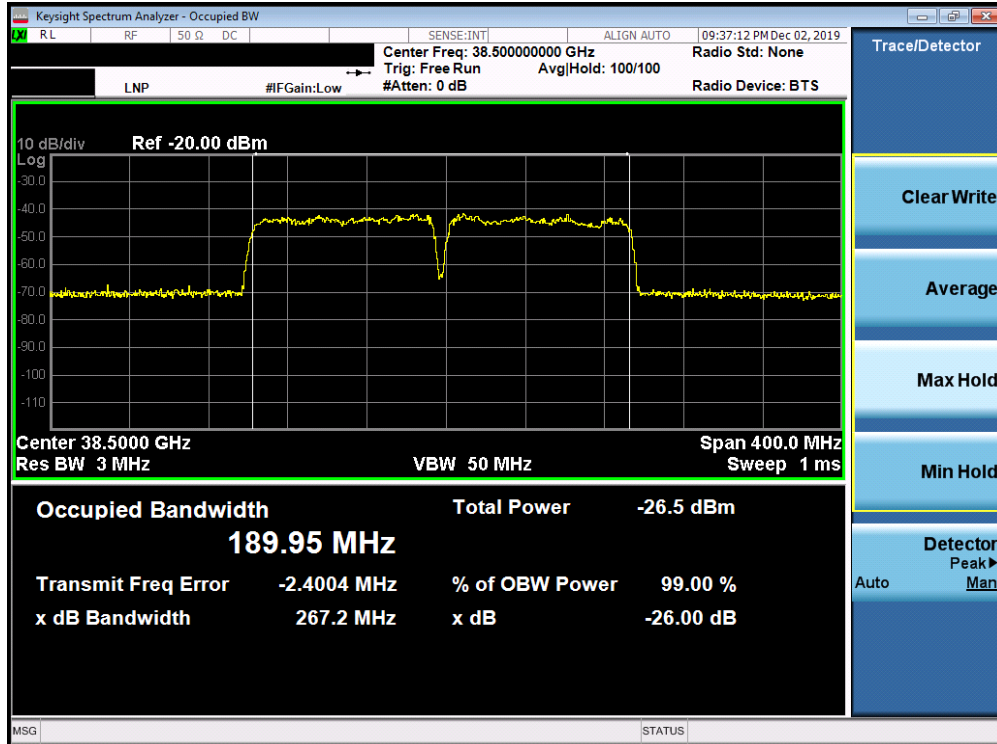 Keysight Spectrum Analyzer - Occupied BW
LXI RL RF 50 Ω DC SENSE:INT ALIGN AUTO 09:37:12 PM Dec 02, 2019
Center Freq: 38.500000000 GHz Radio Std: None
Trig: Free Run Avg|Hold: 100/100
LNP #IFGain:Low #Atten: 0 dB Radio Device: BTS
Trace/Detector
10 dB/div Ref -20.00 dBm
Log
-30.0
-40.0
-50.0
-60.0
-70.0
-80.0
-90.0
-100
-110
Center 38.5000 GHz Span 400.0 MHz
Res BW 3 MHz VBW 50 MHz Sweep 1 ms
Occupied Bandwidth Total Power -26.5 dBm
189.95 MHz
Transmit Freq Error -2.4004 MHz % of OBW Power 99.00 %
x dB Bandwidth 267.2 MHz x dB -26.00 dB
Clear Write
Average
Max Hold
Min Hold
Detector
Peak▶
Auto Man
MSG STATUS